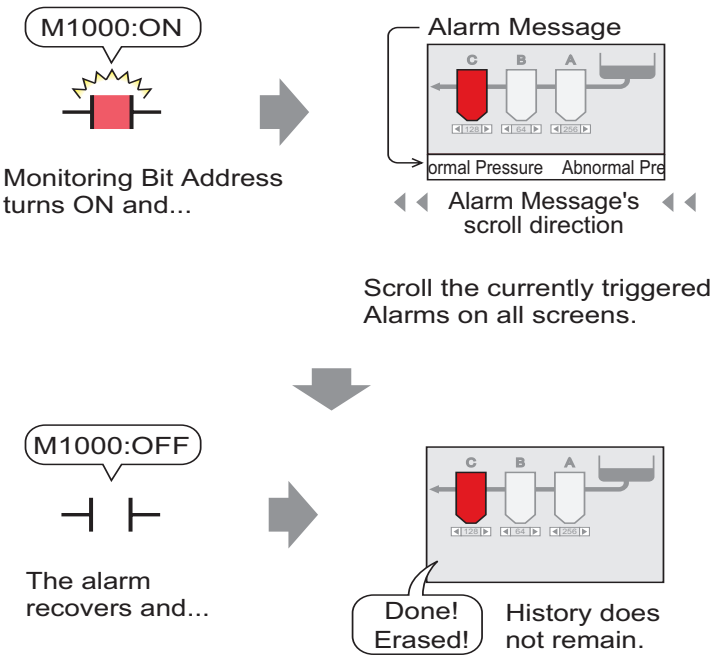 M1000:ON
Monitoring Bit Address
turns ON and...
Alarm Message
C B A
128 64 256
ormal Pressure Abnormal Pre
Alarm Message's
scroll direction
Scroll the currently triggered
Alarms on all screens.
M1000:OFF
The alarm
recovers and...
C B A
128 64 256
Done!
Erased!
History does
not remain.